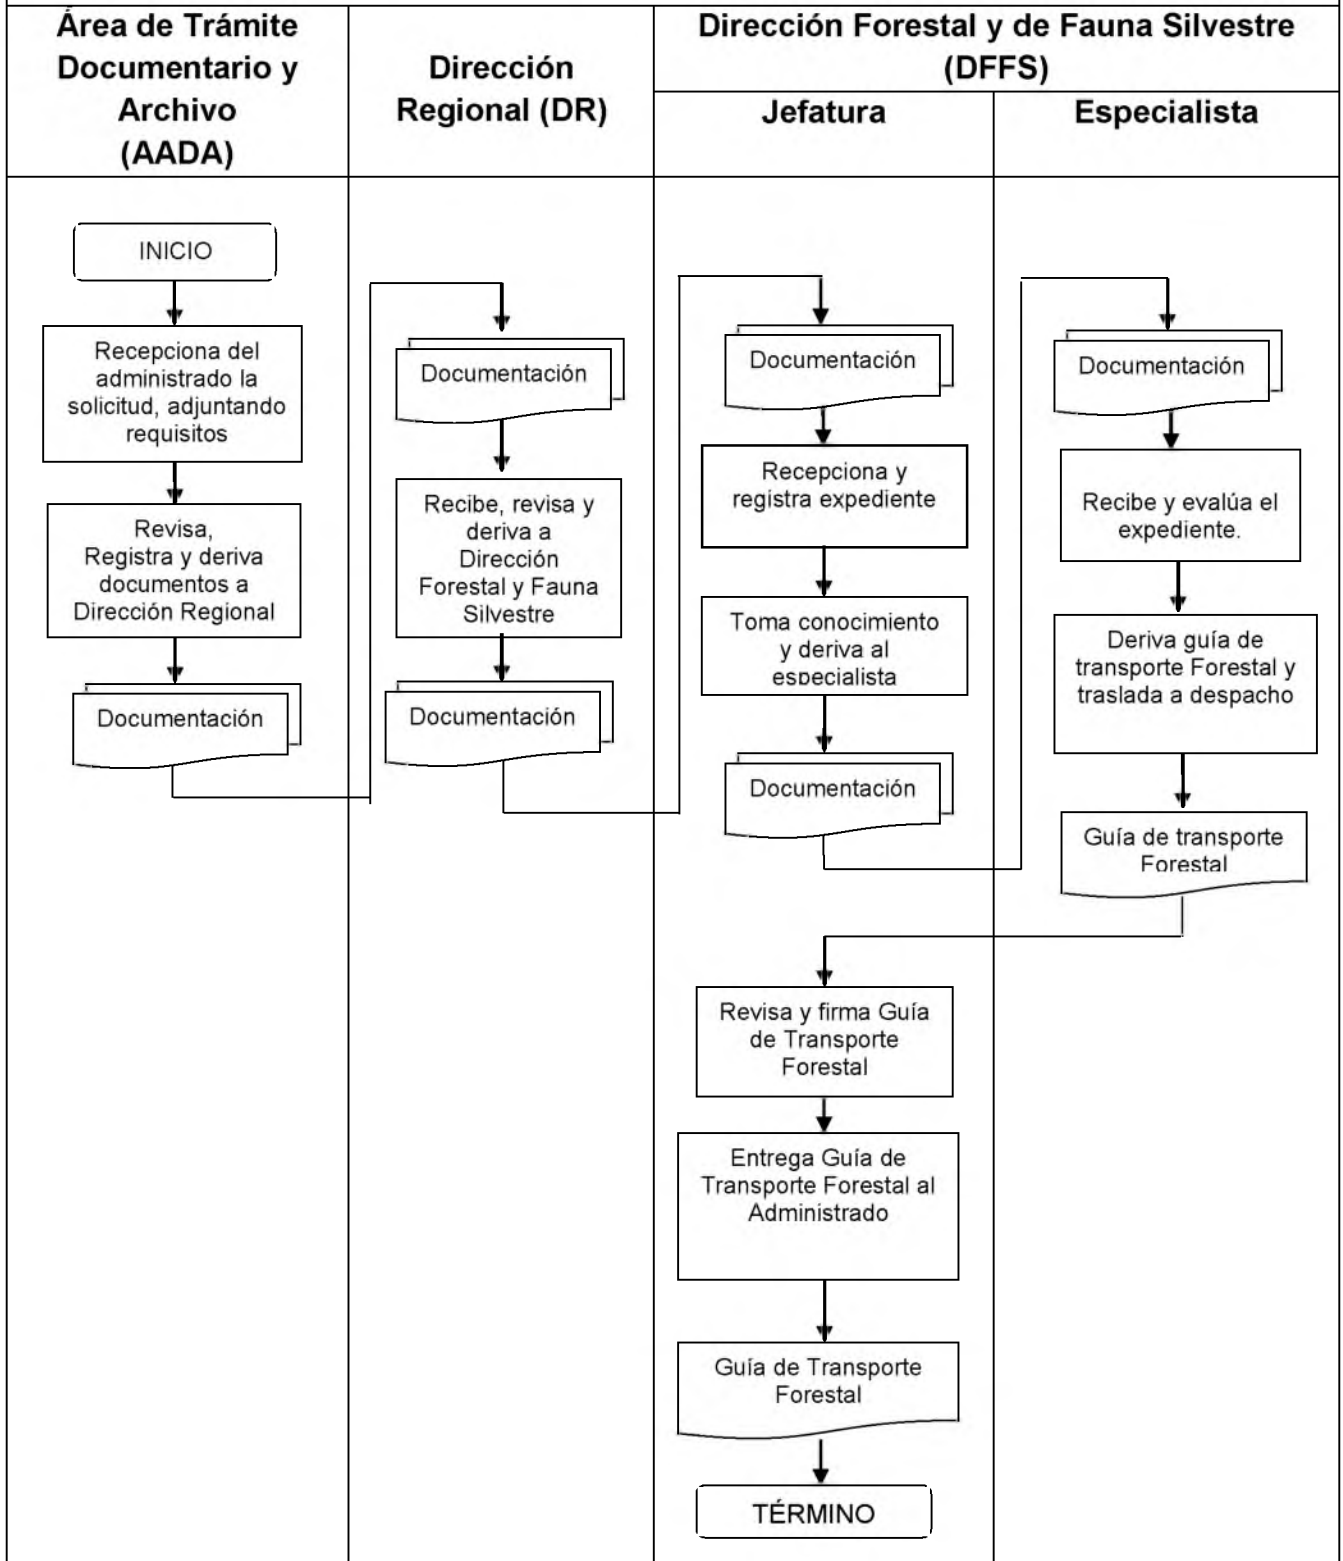 Área de Trámite
Documentario y
Archivo
(AADA)
Dirección
Regional (DR)
Dirección Forestal y de Fauna Silvestre
(DFFS)
Jefatura
Especialista
INICIO
Recepciona del
administrado la
solicitud, adjuntando
requisitos
Revisa,
Registra y deriva
documentos a
Dirección Regional
Documentación
Documentación
Recibe, revisa y
deriva a
Dirección
Forestal y Fauna
Silvestre
Documentación
Documentación
Recepciona y
registra expediente
Toma conocimiento
y deriva al
especialista
Documentación
Documentación
Recibe y evalúa el
expediente.
Deriva guía de
transporte Forestal y
traslada a despacho
Guía de transporte
Forestal
Revisa y firma Guía
de Transporte
Forestal
Entrega Guía de
Transporte Forestal al
Administrado
Guía de Transporte
Forestal
TÉRMINO